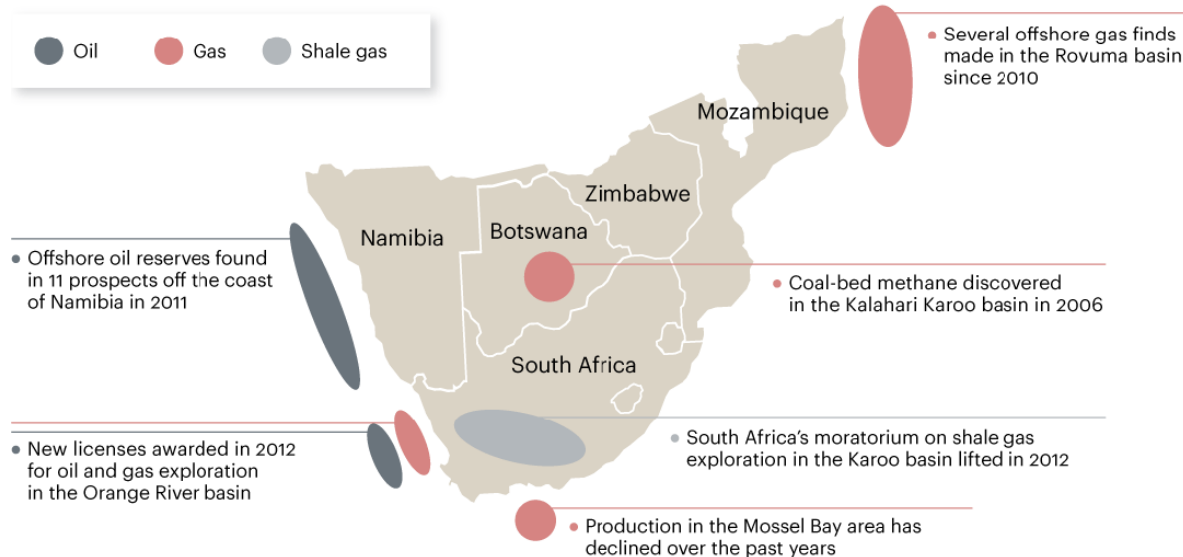 Oil
Gas
Shale gas
Several offshore gas finds
made in the Rovuma basin
since 2010
Mozambique
Zimbabwe
Namibia
Botswana
Offshore oil reserves found
in 11 prospects off the coast
of Namibia in 2011
Coal-bed methane discovered
in the Kalahari Karoo basin in 2006
South Africa
New licenses awarded in 2012
for oil and gas exploration
in the Orange River basin
South Africa's moratorium on shale gas
exploration in the Karoo basin lifted in 2012
Production in the Mossel Bay area has
declined over the past years